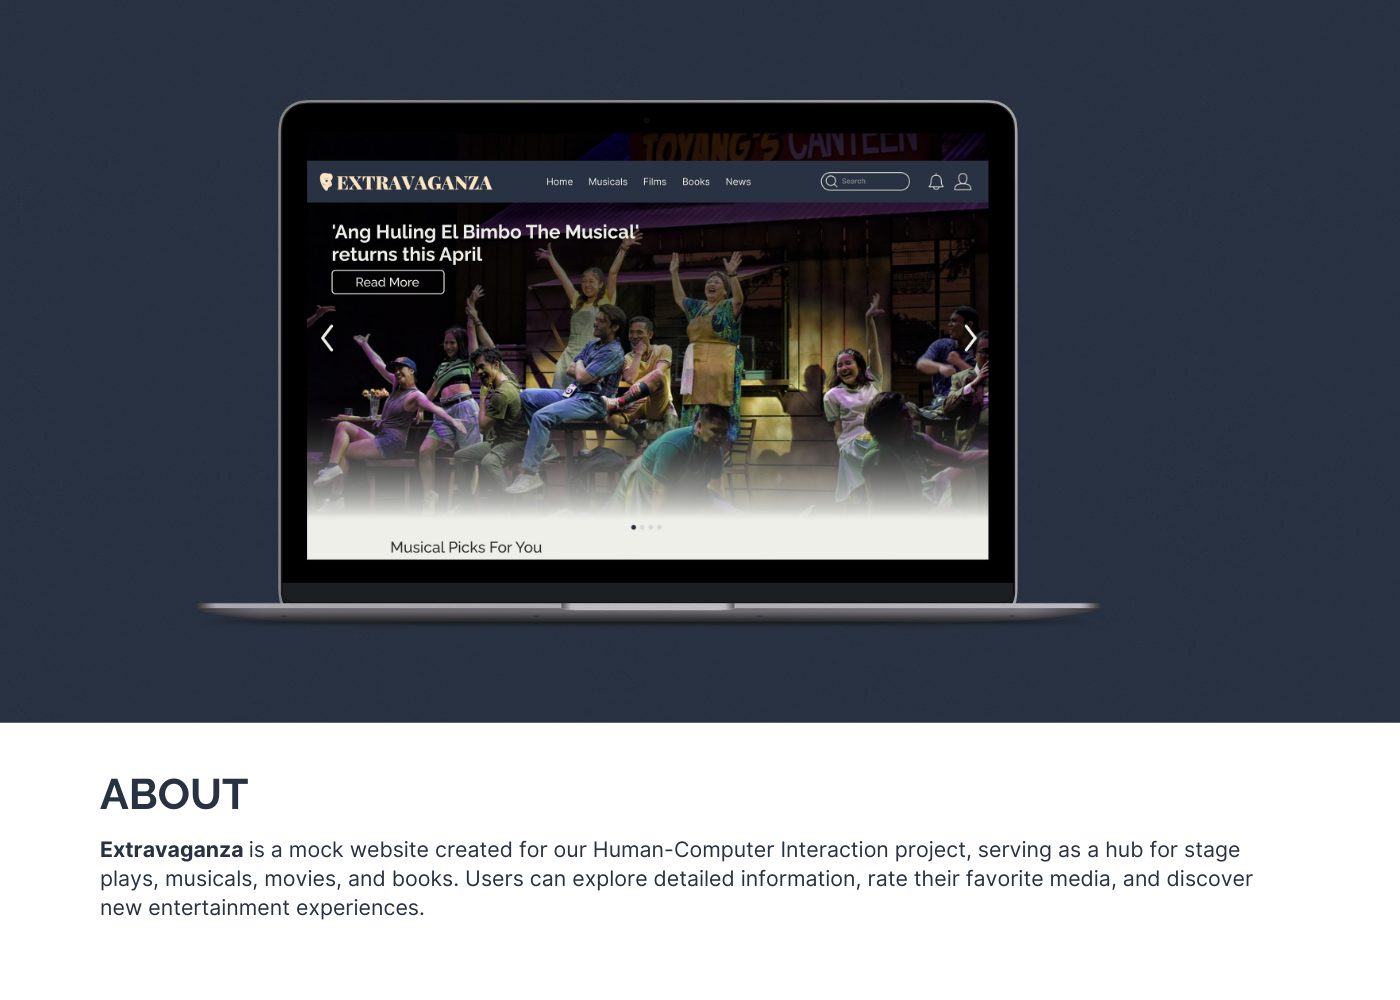 TOYANG'S CANTEEN
EXTRAVAGANZA
Home Musicals Films Books News
Search
'Ang Huling El Bimbo The Musical'
returns this April
Read More
Musical Picks For You
ABOUT
Extravaganza is a mock website created for our Human-Computer Interaction project, serving as a hub for stage
plays, musicals, movies, and books. Users can explore detailed information, rate their favorite media, and discover
new entertainment experiences.